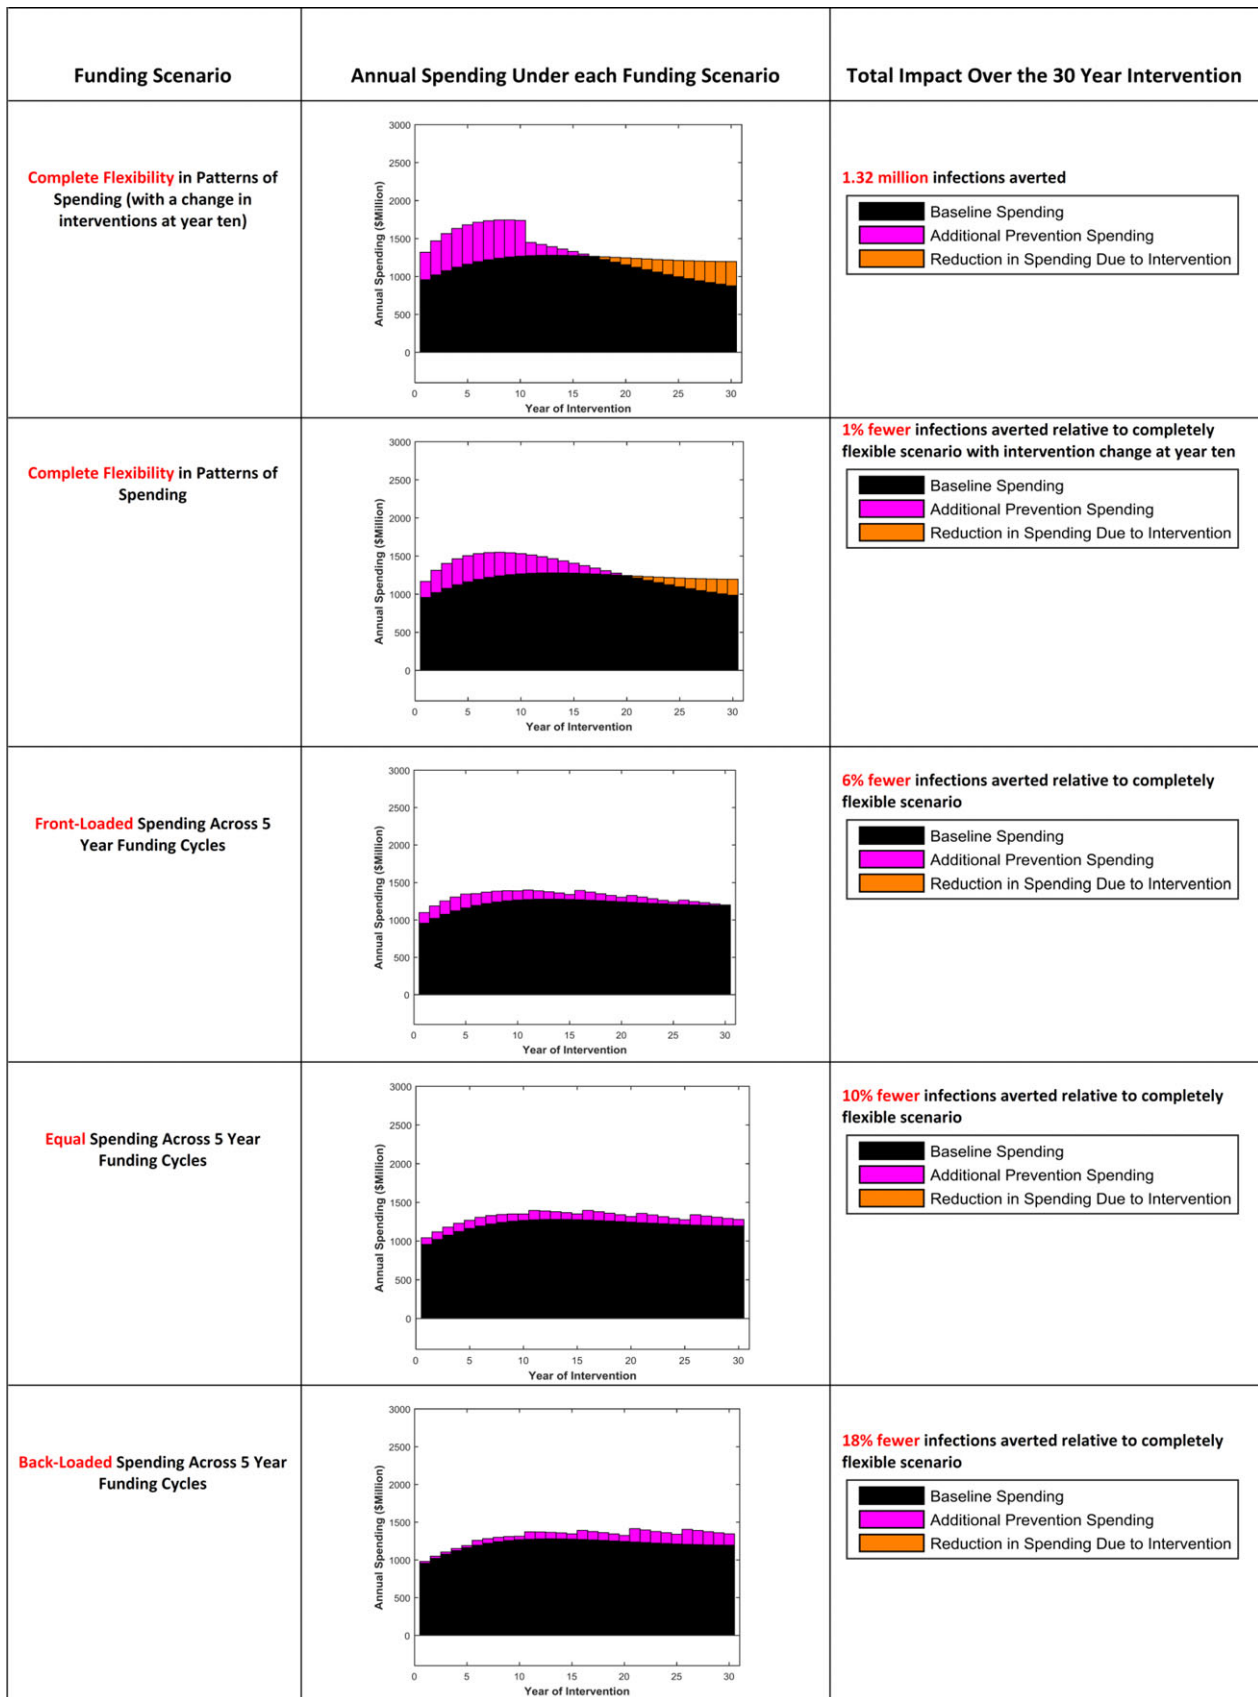 Funding Scenario
Annual Spending Under each Funding Scenario
Total Impact Over the 30 Year Intervention
Complete Flexibility in Patterns of
Spending (with a change in
interventions at year ten)
3000
2500
2000
1500
1000
500
0
Annual Spending ($Million)
0 5 10 15 20 25 30
Year of Intervention
1.32 million infections averted
Baseline Spending
Additional Prevention Spending
Reduction in Spending Due to Intervention
Complete Flexibility in Patterns of
Spending
3000
2500
2000
1500
1000
500
0
Annual Spending ($Million)
0 5 10 15 20 25 30
Year of Intervention
1% fewer infections averted relative to completely
flexible scenario with intervention change at year ten
Baseline Spending
Additional Prevention Spending
Reduction in Spending Due to Intervention
Front-Loaded Spending Across 5
Year Funding Cycles
3000
2500
2000
1500
1000
500
0
Annual Spending ($Million)
0 5 10 15 20 25 30
Year of Intervention
6% fewer infections averted relative to completely
flexible scenario
Baseline Spending
Additional Prevention Spending
Reduction in Spending Due to Intervention
Equal Spending Across 5 Year
Funding Cycles
3000
2500
2000
1500
1000
500
0
Annual Spending ($Million)
0 5 10 15 20 25 30
Year of Intervention
10% fewer infections averted relative to completely
flexible scenario
Baseline Spending
Additional Prevention Spending
Reduction in Spending Due to Intervention
Back-Loaded Spending Across 5 Year
Funding Cycles
3000
2500
2000
1500
1000
500
0
Annual Spending ($Million)
0 5 10 15 20 25 30
Year of Intervention
18% fewer infections averted relative to completely
flexible scenario
Baseline Spending
Additional Prevention Spending
Reduction in Spending Due to Intervention